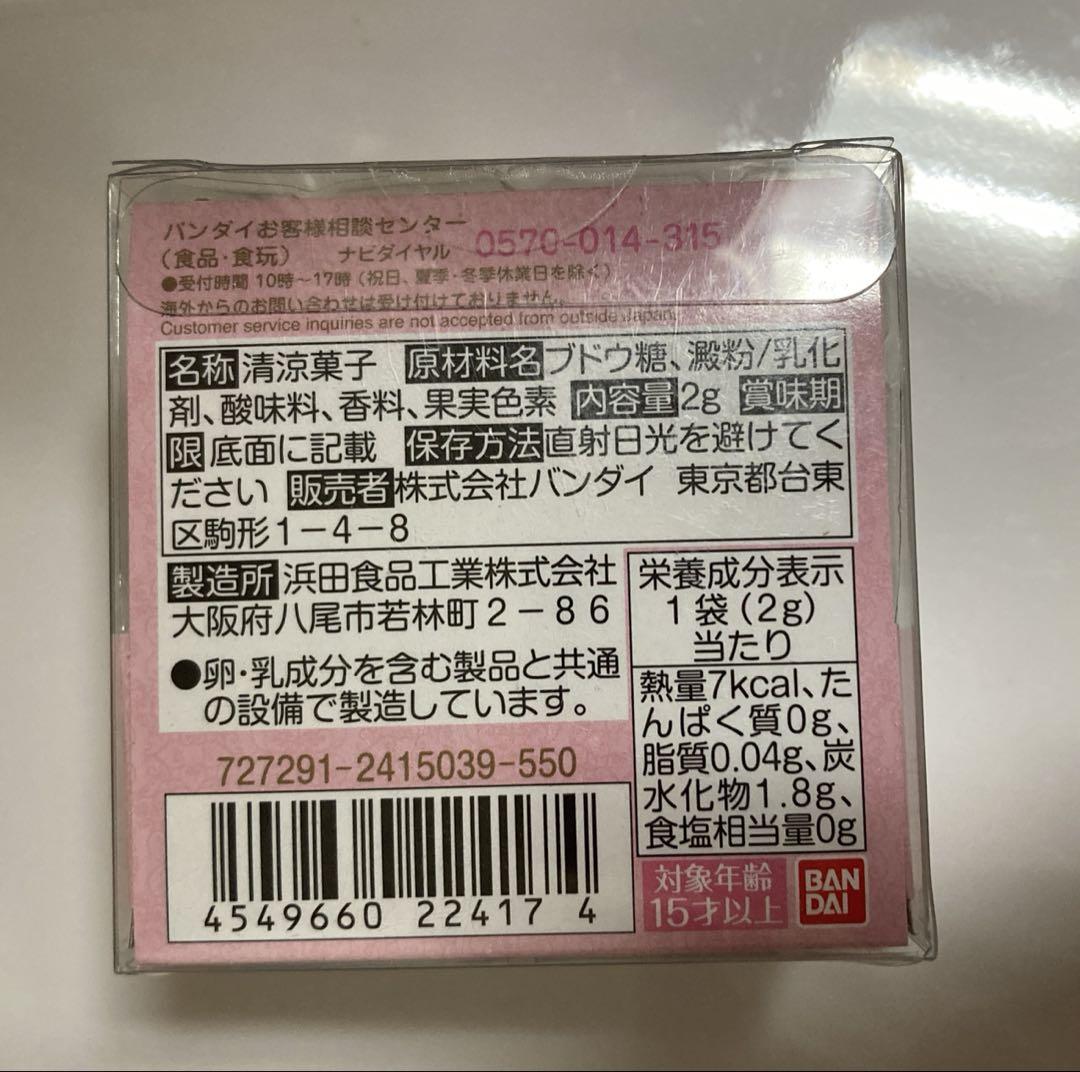 バンダイお客様相談センター
(食品・食玩) ナビダイヤル 0570-014-315
●受付時間 10時～17時 (祝日、夏季・冬季休業日を除く)
海外からのお問い合わせは受け付けておりません。
Customer service inquiries are not accepted from outside Japan.
名称 清涼菓子 原材料名 ブドウ糖、澱粉/乳化
剤、酸味料、香料、果実色素 内容量 2g 賞味期
限 底面に記載 保存方法 直射日光を避けてく
ださい 販売者 株式会社バンダイ 東京都台東
区駒形1-4-8
製造所 浜田食品工業株式会社
大阪府八尾市若林町2-86
●卵・乳成分を含む製品と共通
の設備で製造しています。
栄養成分表示
1袋(2g)
当たり
熱量7kcal、た
んぱく質0g、
脂質0.04g、炭
水化物1.8g、
食塩相当量0g
727291-2415039-550
4549660 22417 4
対象年齢
15才以上
BAN
DAI